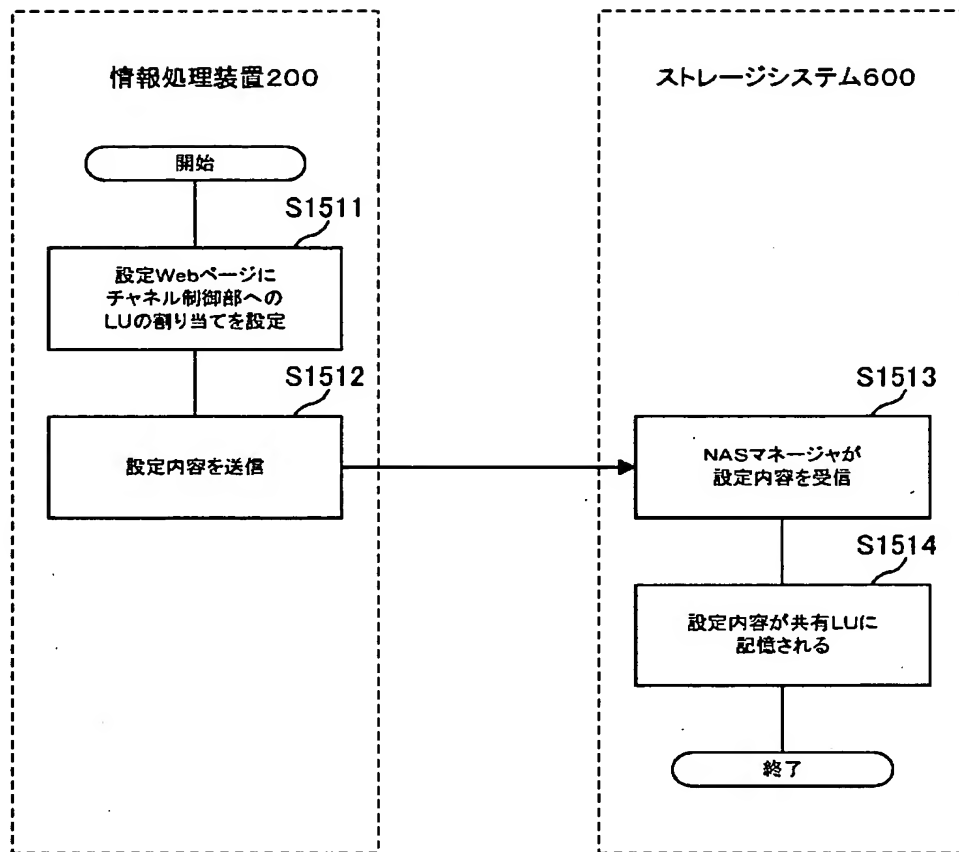 情報処理装置200
開始
S1511
設定Webページに
チャネル制御部への
LUの割り当てを設定
S1512
設定内容を送信
ストレージシステム600
S1513
NASマネージャが
設定内容を受信
S1514
設定内容が共有LUに
記憶される
終了